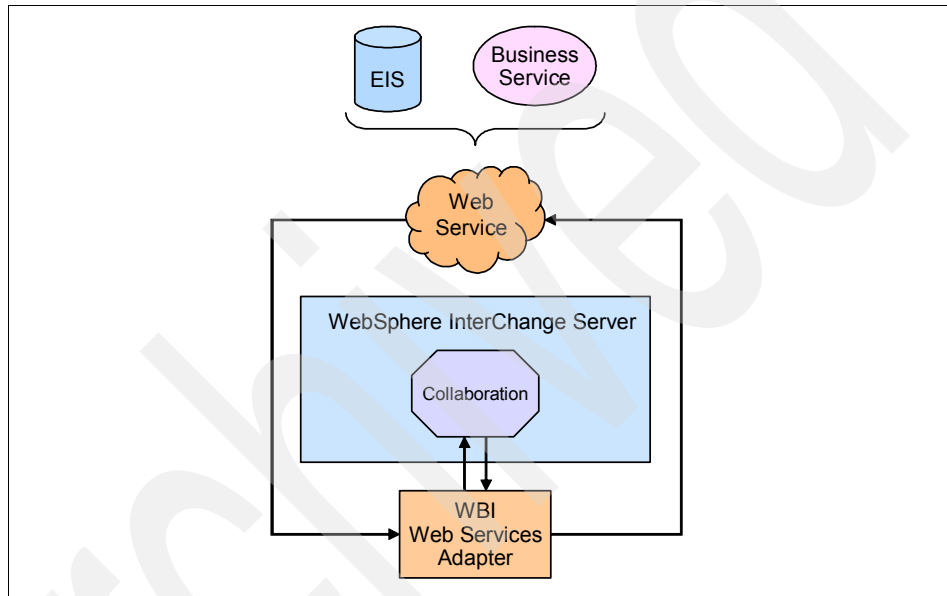 EIS
Business
Service
Web
Service
WebSphere InterChange Server
Collaboration
WBI
Web Services
Adapter